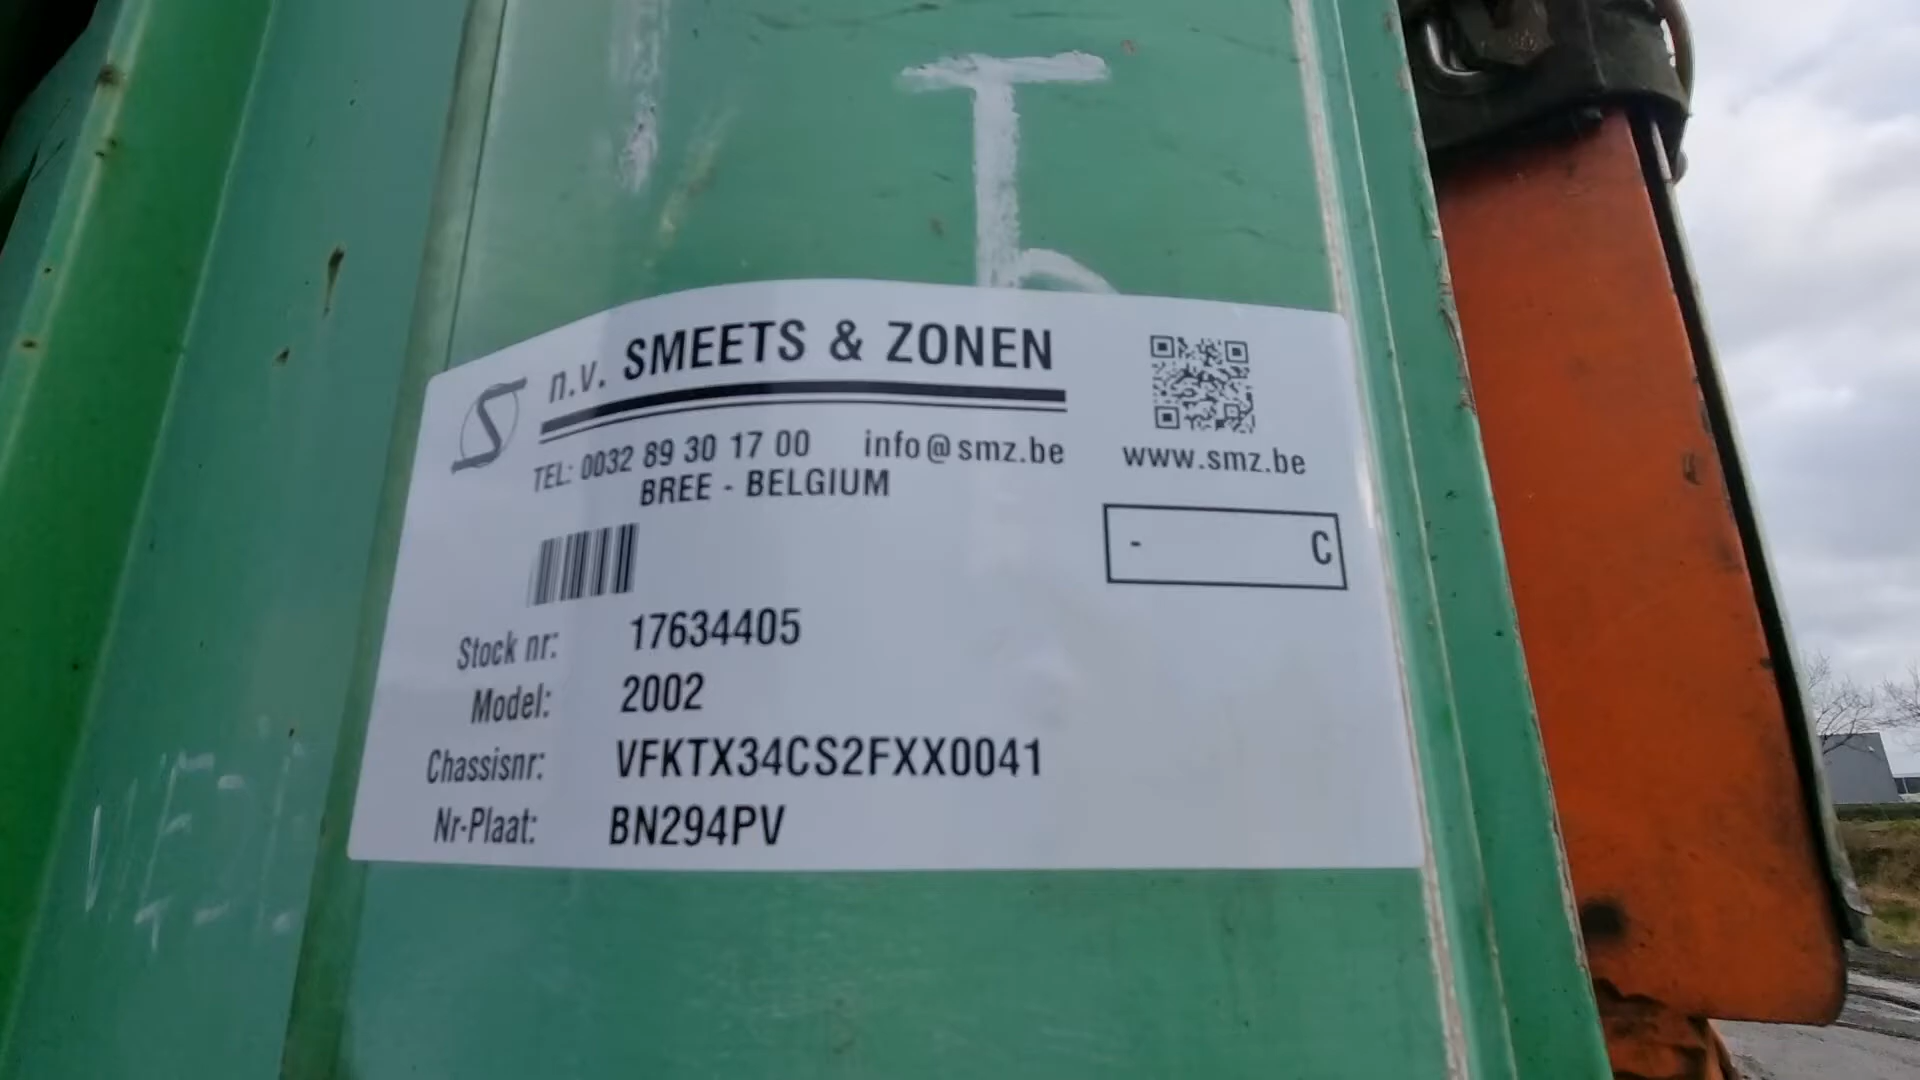 n.v. SMEETS & ZONEN
TEL: 0032 89 30 17 00 info@smz.be
BREE - BELGIUM
www.smz.be
- C
Stock nr: 17634405
Model: 2002
Chassisnr: VFKTX34CS2FXX0041
Nr-Plaat: BN294PV